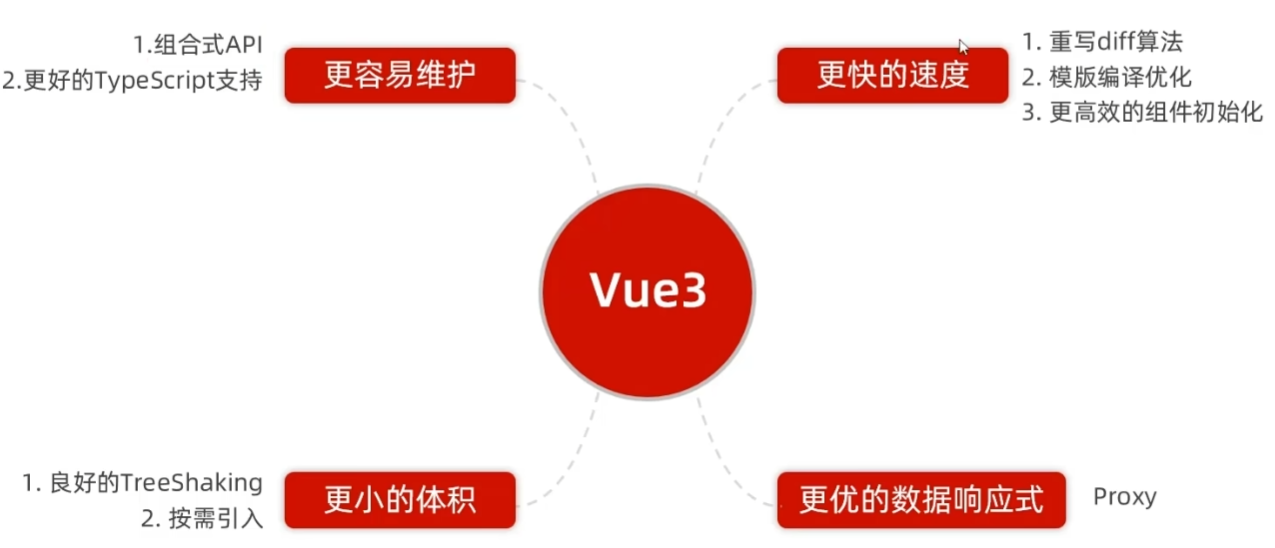 1.组合式API
2.更好的TypeScript支持
更容易维护
更快的速度
1. 重写diff算法
2. 模版编译优化
3. 更高效的组件初始化
Vue3
1. 良好的TreeShaking
2. 按需引入
更小的体积
更优的数据响应式
Proxy